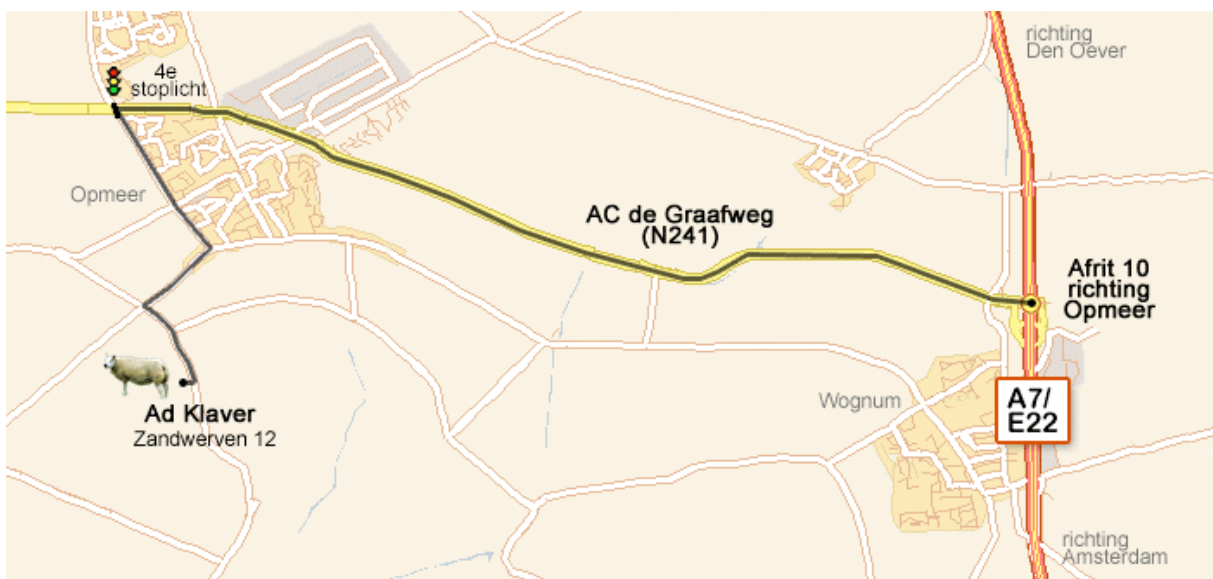 richting
Den Oever
4e
stoplicht
Opmeer
AC de Graafweg
(N241)
Afrit 10
richting
Opmeer
Ad Klaver
Zandwerven 12
Wognum
A7/
E22
richting
Amsterdam